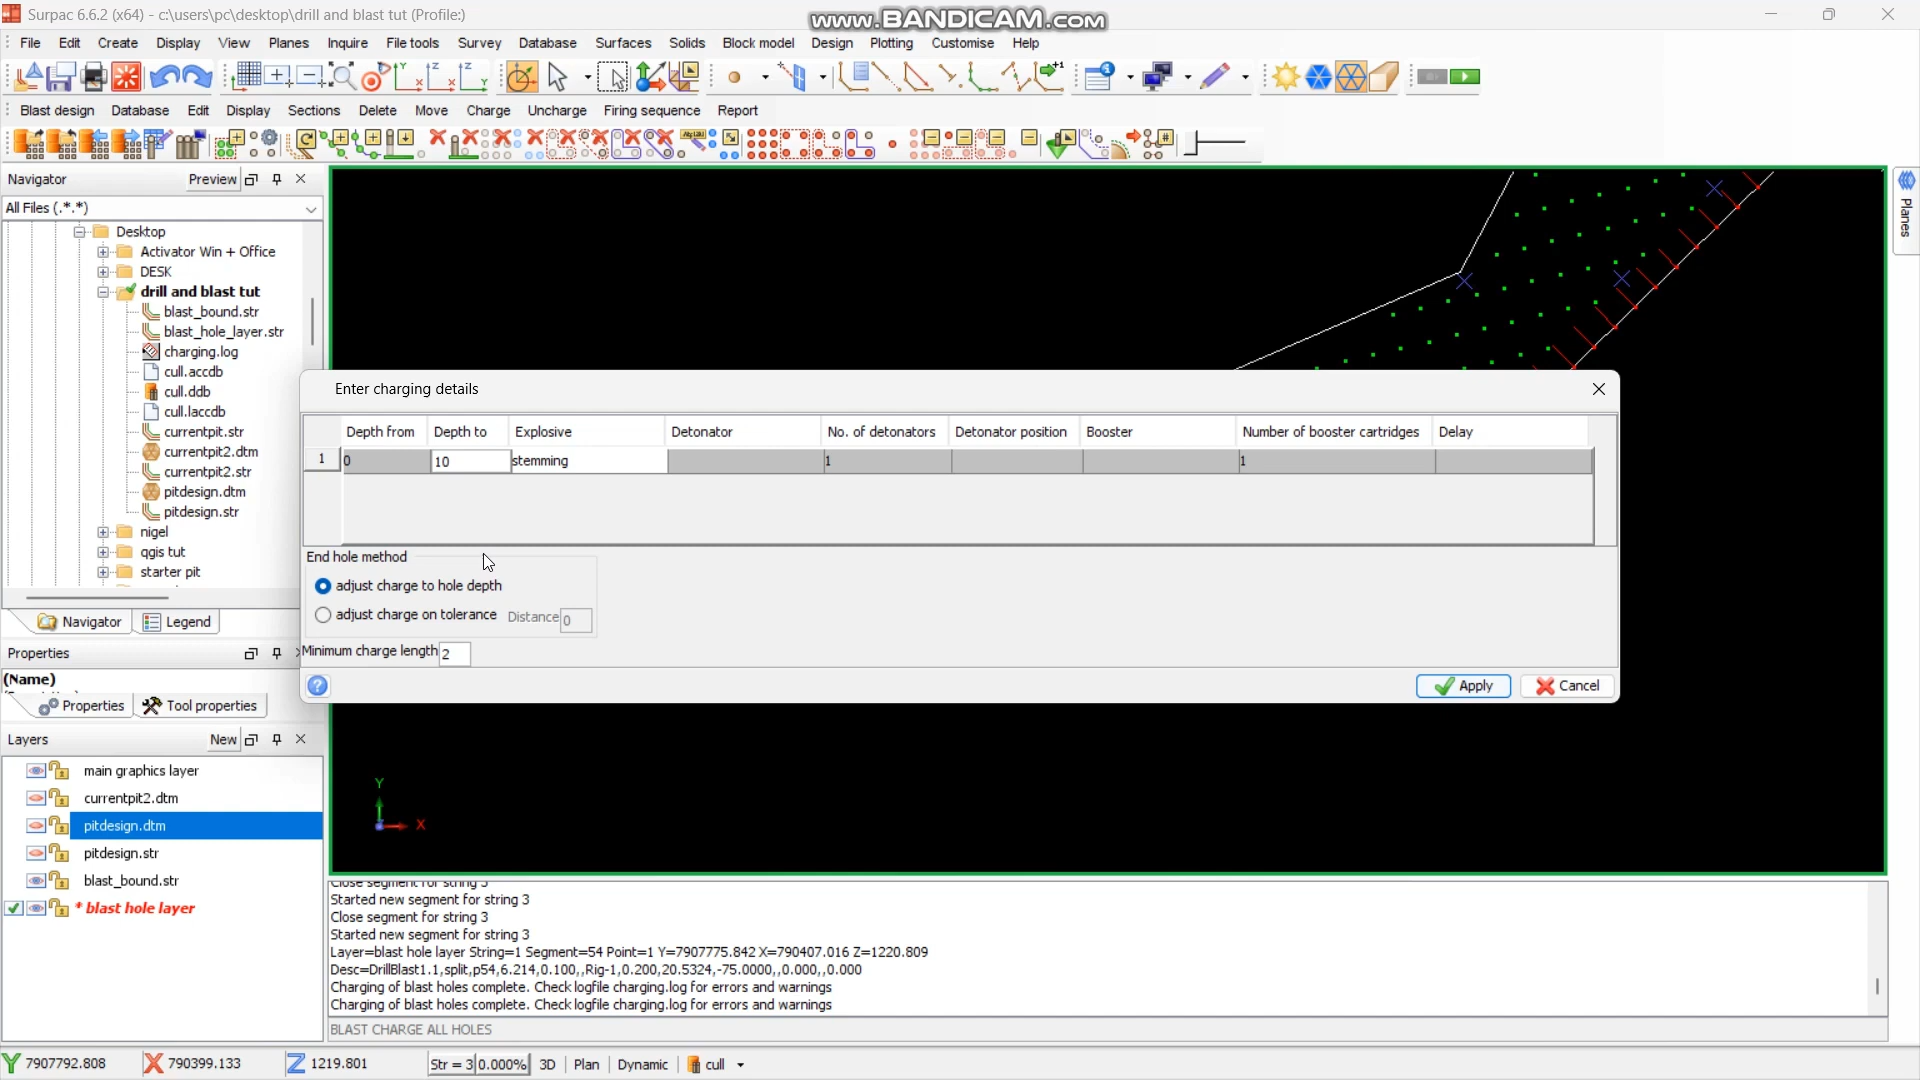 Surpac 6.6.2 (x64) - c:\users\pc\desktop\drill and blast tut (Profile:)
www.BANDICAM.com
File Edit Create Display View Planes Inquire File tools Survey Database Surfaces Solids Block model Design Plotting Customise Help
Blast design Database Edit Display Sections Delete Move Charge Uncharge Firing sequence Report
Navigator Preview
All Files (*.*)
Desktop
Activator Win + Office
DESK
drill and blast tut
blast_bound.str
blast_hole_layer.str
charging.log
cull.accdb
cull.ddb
cull.laccdb
currentpit.str
currentpit2.dtm
currentpit2.str
pitdesign.dtm
pitdesign.str
nigel
qgis tut
starter pit
Navigator Legend
Properties
(Name)
Properties Tool properties
Layers New
main graphics layer
currentpit2.dtm
pitdesign.dtm
pitdesign.str
blast_bound.str
* blast hole layer
Planes
Enter charging details
Depth from Depth to Explosive Detonator No. of detonators Detonator position Booster Number of booster cartridges Delay
1 0 10 stemming 1 1
End hole method
adjust charge to hole depth
adjust charge on tolerance Distance 0
Minimum charge length 2
Apply Cancel
Y
X
Close segment for string 3
Started new segment for string 3
Close segment for string 3
Started new segment for string 3
Layer=blast hole layer String=1 Segment=54 Point=1 Y=7907775.842 X=790407.016 Z=1220.809
Desc=DrillBlast1.1,split,p54,6.214,0.100,,Rig-1,0.200,20.5324,-75.0000,,0.000,,0.000
Charging of blast holes complete. Check logfile charging.log for errors and warnings
Charging of blast holes complete. Check logfile charging.log for errors and warnings
BLAST CHARGE ALL HOLES
Y 7907792.808 X 790399.133 Z 1219.801 Str = 3 0.000% 3D Plan Dynamic cull